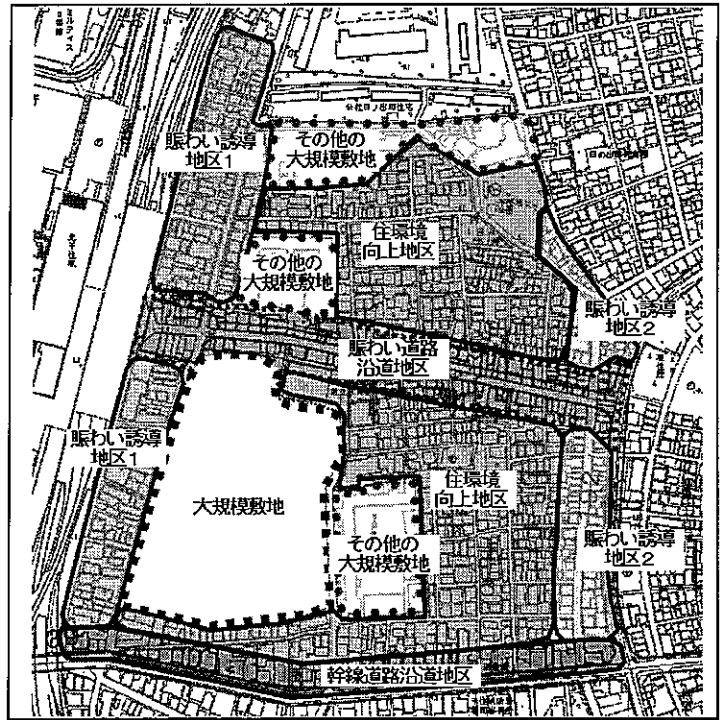 賑わい誘導
地区1
その他の
大規模敷地
住環境
向上地区
その他の
大規模敷地
賑わい誘導
地区2
賑わい道路
沿道地区
賑わい誘導
地区1
大規模敷地
住環境
向上地区
その他の
大規模敷地
賑わい誘導
地区2
幹線道路沿道地区